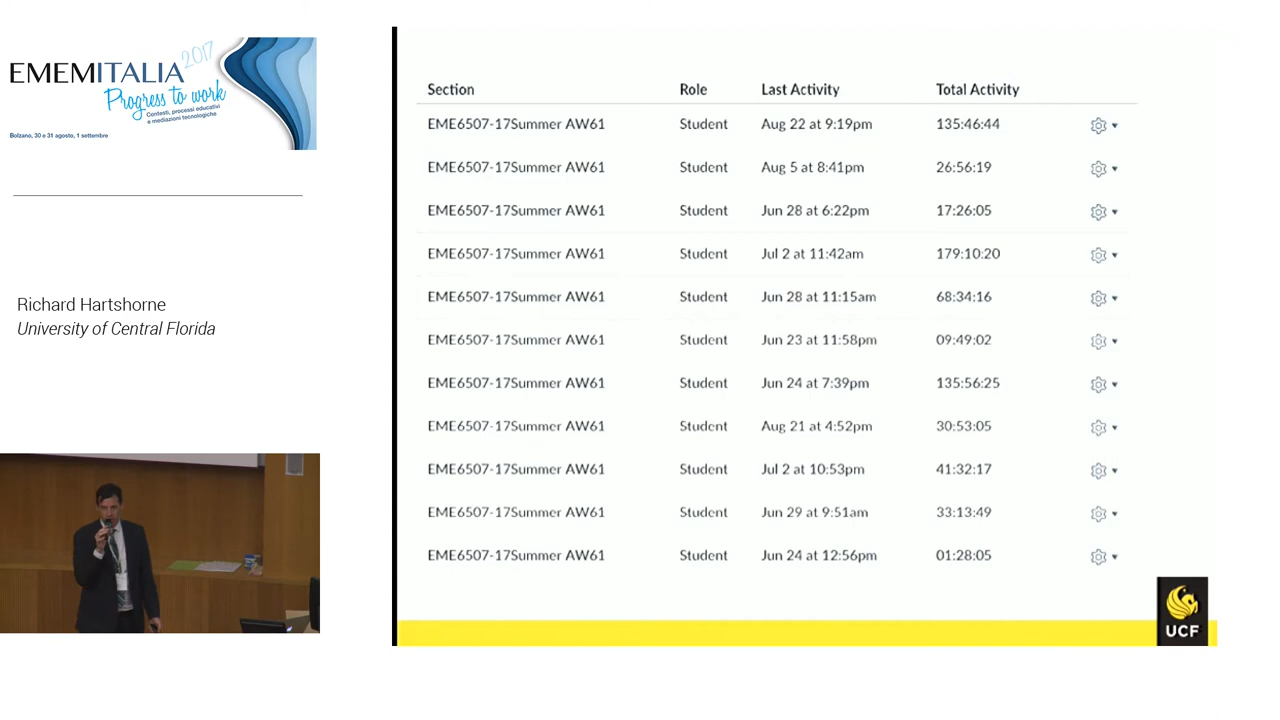 EMEMITALIA 2017
Progress to work
Contesti, processi educativi
e mediazioni tecnologiche
Bolzano, 30 e 31 agosto, 1 settembre
Richard Hartshorne
University of Central Florida
Section Role Last Activity Total Activity
EME6507-17Summer AW61 Student Aug 22 at 9:19pm 135:46:44
EME6507-17Summer AW61 Student Aug 5 at 8:41pm 26:56:19
EME6507-17Summer AW61 Student Jun 28 at 6:22pm 17:26:05
EME6507-17Summer AW61 Student Jul 2 at 11:42am 179:10:20
EME6507-17Summer AW61 Student Jun 28 at 11:15am 68:34:16
EME6507-17Summer AW61 Student Jun 23 at 11:58pm 09:49:02
EME6507-17Summer AW61 Student Jun 24 at 7:39pm 135:56:25
EME6507-17Summer AW61 Student Aug 21 at 4:52pm 30:53:05
EME6507-17Summer AW61 Student Jul 2 at 10:53pm 41:32:17
EME6507-17Summer AW61 Student Jun 29 at 9:51am 33:13:49
EME6507-17Summer AW61 Student Jun 24 at 12:56pm 01:28:05
UCF